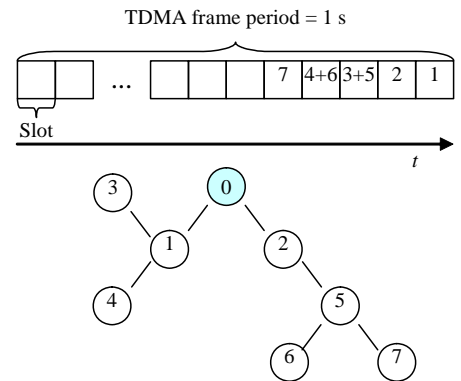 TDMA frame period = 1 s
... 7 4+6 3+5 2 1
Slot
t
3 0
1 2
4 5
6 7